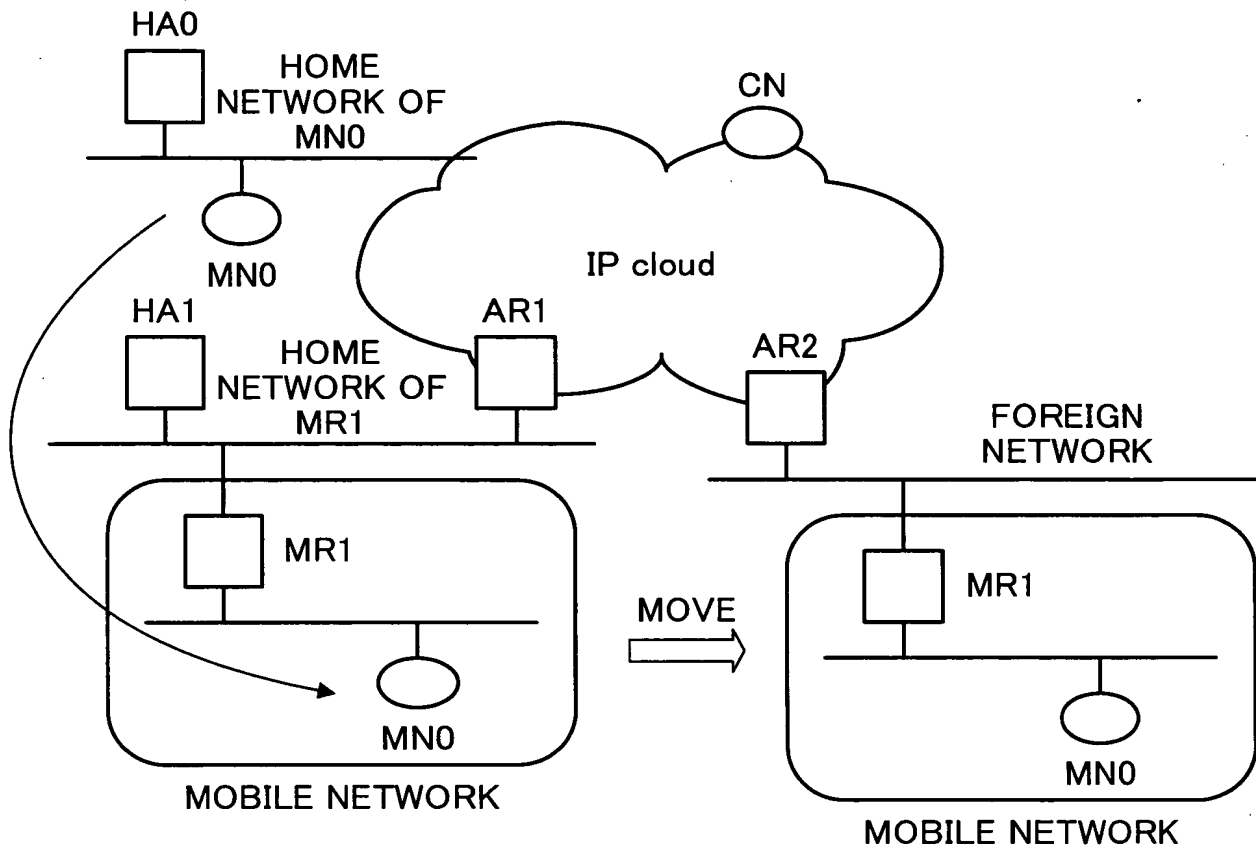 HA0
HOME
NETWORK OF
MN0
CN
MN0
IP cloud
HA1
HOME
NETWORK OF
MR1
AR1
AR2
FOREIGN
NETWORK
MR1
MN0
MOBILE NETWORK
MOVE
MR1
MN0
MOBILE NETWORK